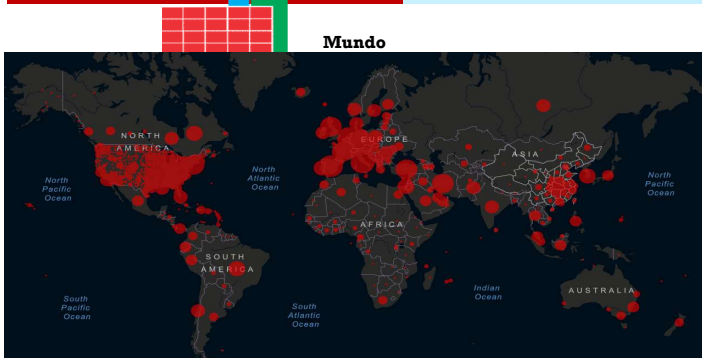 Mundo
NORTH
AMERICA
EUROPE
ASIA
North
Pacific
Ocean
North
Atlantic
Ocean
North
Pacific
Ocean
AFRICA
SOUTH
AMERICA
South
Pacific
Ocean
South
Atlantic
Ocean
Indian
Ocean
AUSTRALIA